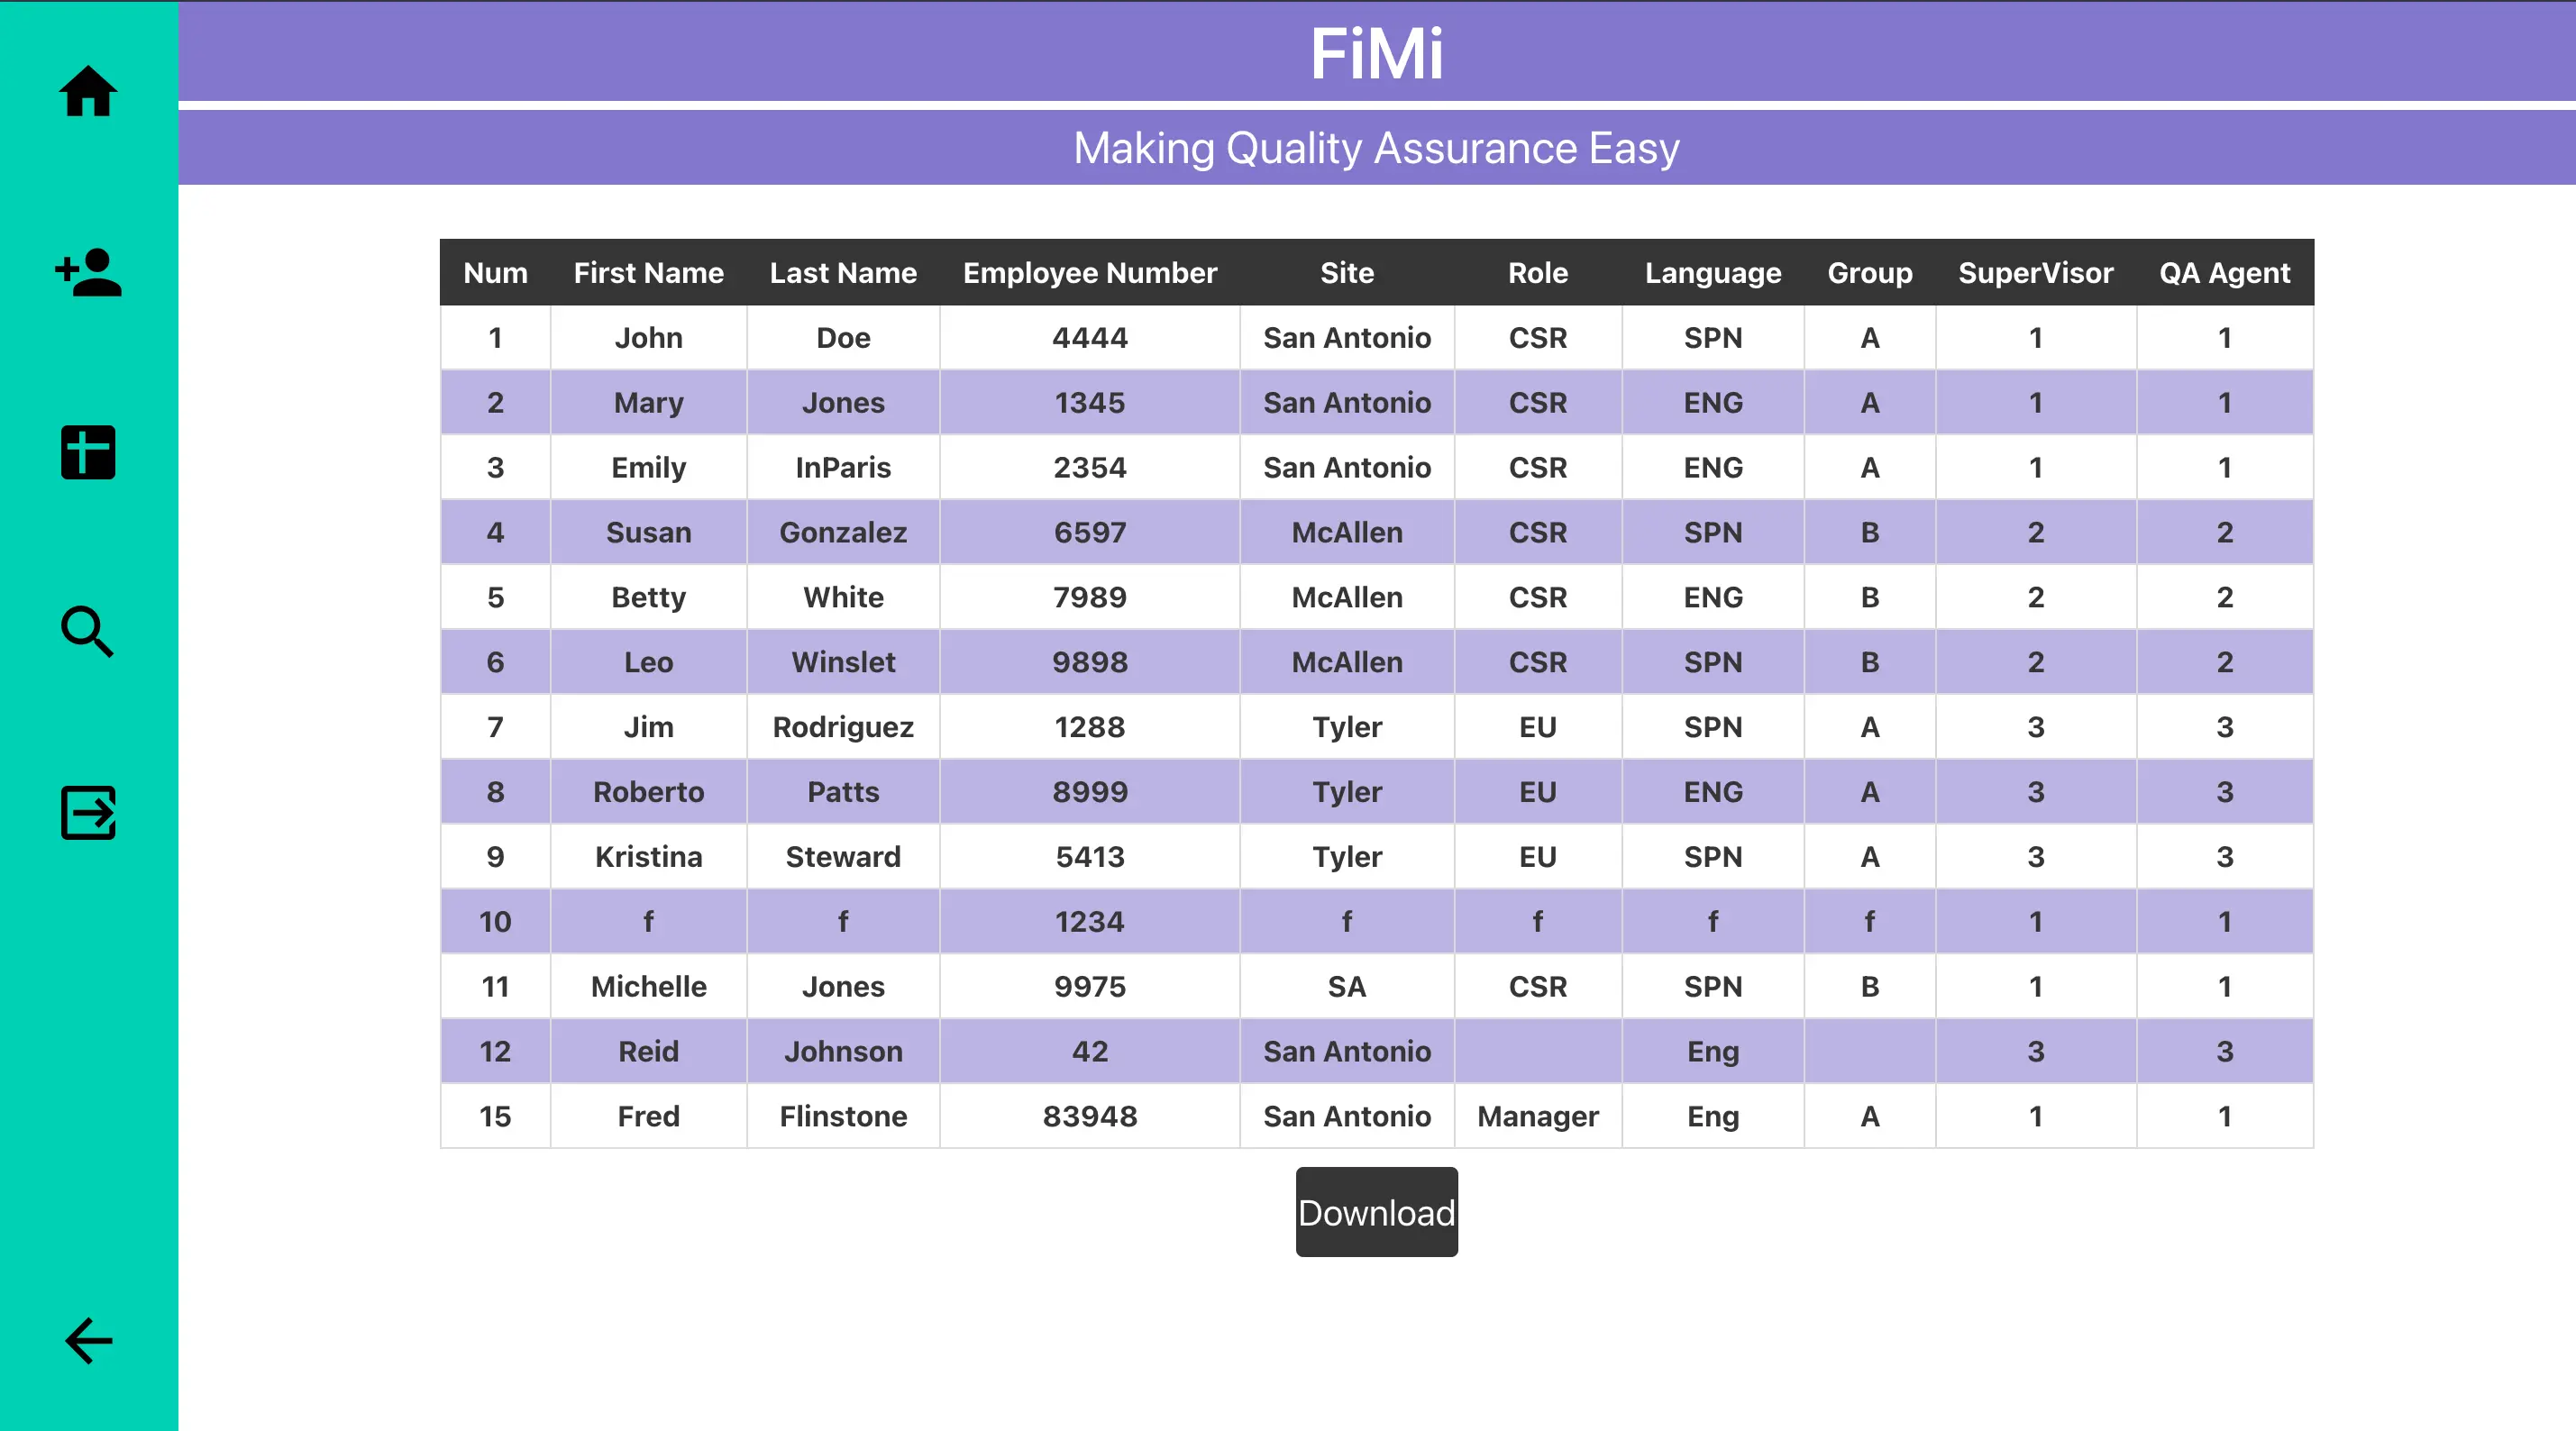 FiMi
Making Quality Assurance Easy
Num First Name Last Name Employee Number Site Role Language Group SuperVisor QA Agent
1 John Doe 4444 San Antonio CSR SPN A 1 1
2 Mary Jones 1345 San Antonio CSR ENG A 1 1
3 Emily InParis 2354 San Antonio CSR ENG A 1 1
4 Susan Gonzalez 6597 McAllen CSR SPN B 2 2
5 Betty White 7989 McAllen CSR ENG B 2 2
6 Leo Winslet 9898 McAllen CSR SPN B 2 2
7 Jim Rodriguez 1288 Tyler EU SPN A 3 3
8 Roberto Patts 8999 Tyler EU ENG A 3 3
9 Kristina Steward 5413 Tyler EU SPN A 3 3
10 f f 1234 f f f f 1 1
11 Michelle Jones 9975 SA CSR SPN B 1 1
12 Reid Johnson 42 San Antonio Eng 3 3
15 Fred Flinstone 83948 San Antonio Manager Eng A 1 1
Download